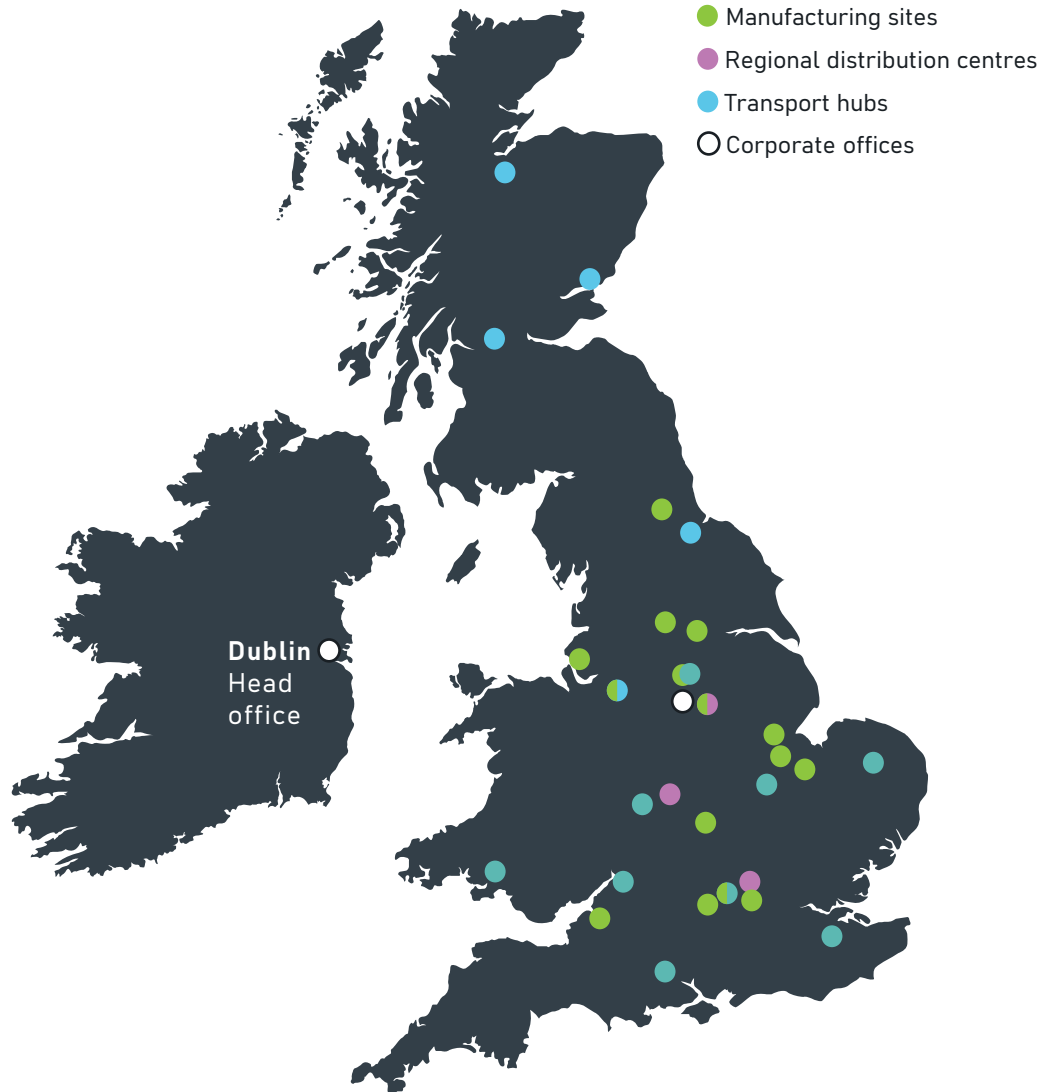 Manufacturing sites
Regional distribution centres
Transport hubs
Corporate offices
Dublin
Head
office